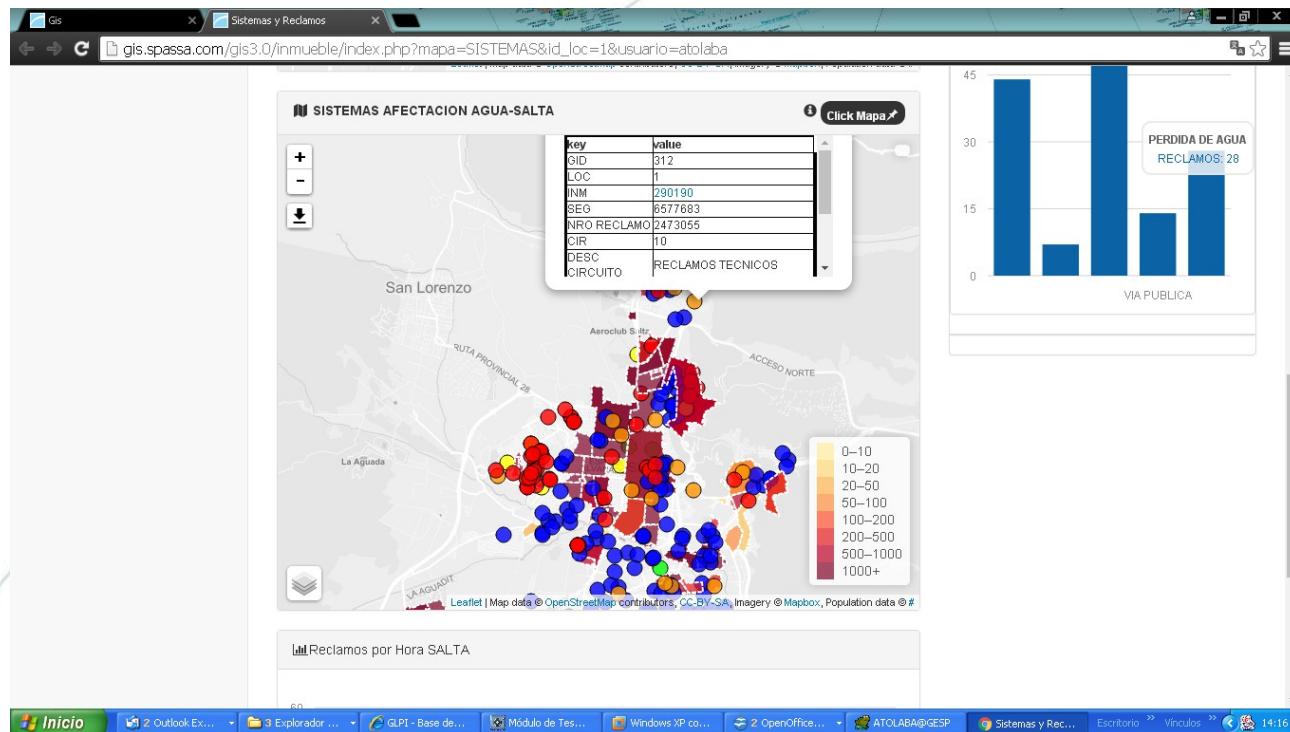 Gis
Sistemas y Reclamos
gis.spassa.com/gis3.0/inmueble/index.php?mapa=SISTEMAS&id_loc=1&usuario=atolaba
SISTEMAS AFECTACION AGUA-SALTA
Click Mapa
+
-
key value
GID 312
LOC 1
INM 290190
SEG 6577683
NRO RECLAMO 2473055
CIR 10
DESC CIRCUITO RECLAMOS TECNICOS
San Lorenzo
Aeroclub Salta
RUTA PROVINCIAL 28
ACCESO NORTE
La Aguada
0–10
10–20
20–50
50–100
100–200
200–500
500–1000
1000+
Leaflet | Map data © OpenStreetMap contributors, CC-BY-SA, Imagery © Mapbox, Population data © #
45
30
15
0
PERDIDA DE AGUA
RECLAMOS: 28
VIA PUBLICA
Reclamos por Hora SALTA
60
Inicio
2 Outlook Ex...
3 Explorador ...
GLPI - Base de...
Módulo de Tes...
Windows XP co...
2 OpenOffice...
ATOLABA@GESP
Sistemas y Rec...
Escritorio
Vínculos
14:16